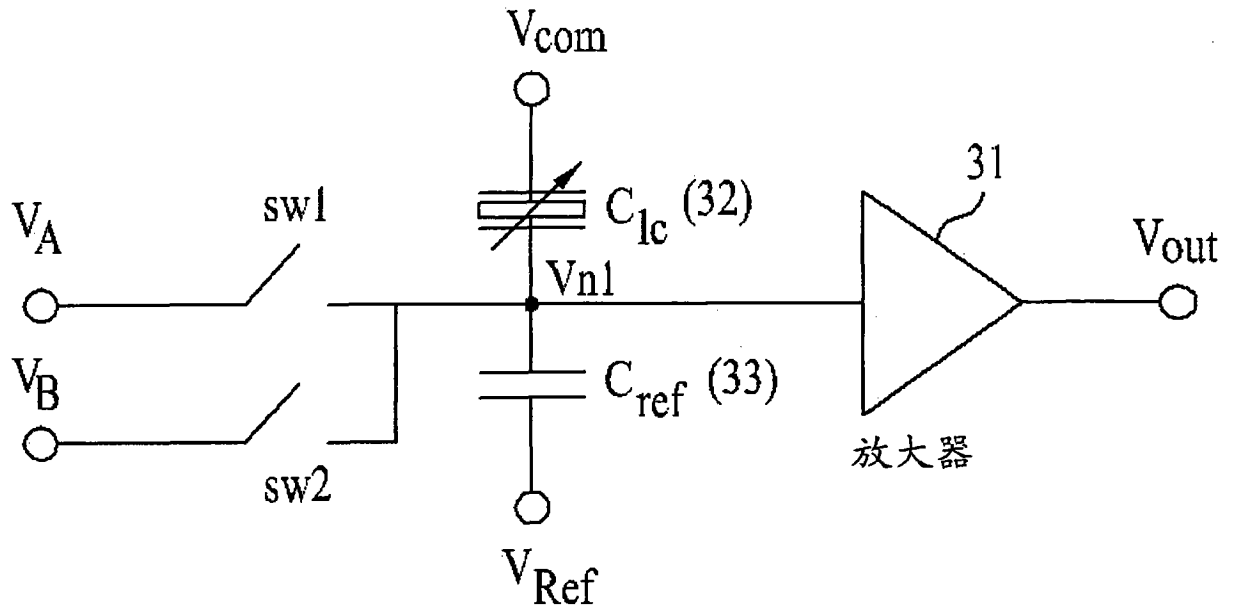 Vcom
31
sw1
Clc (32)
VA
Vout
Vn1
VB
Cref (33)
放大器
sw2
VRef